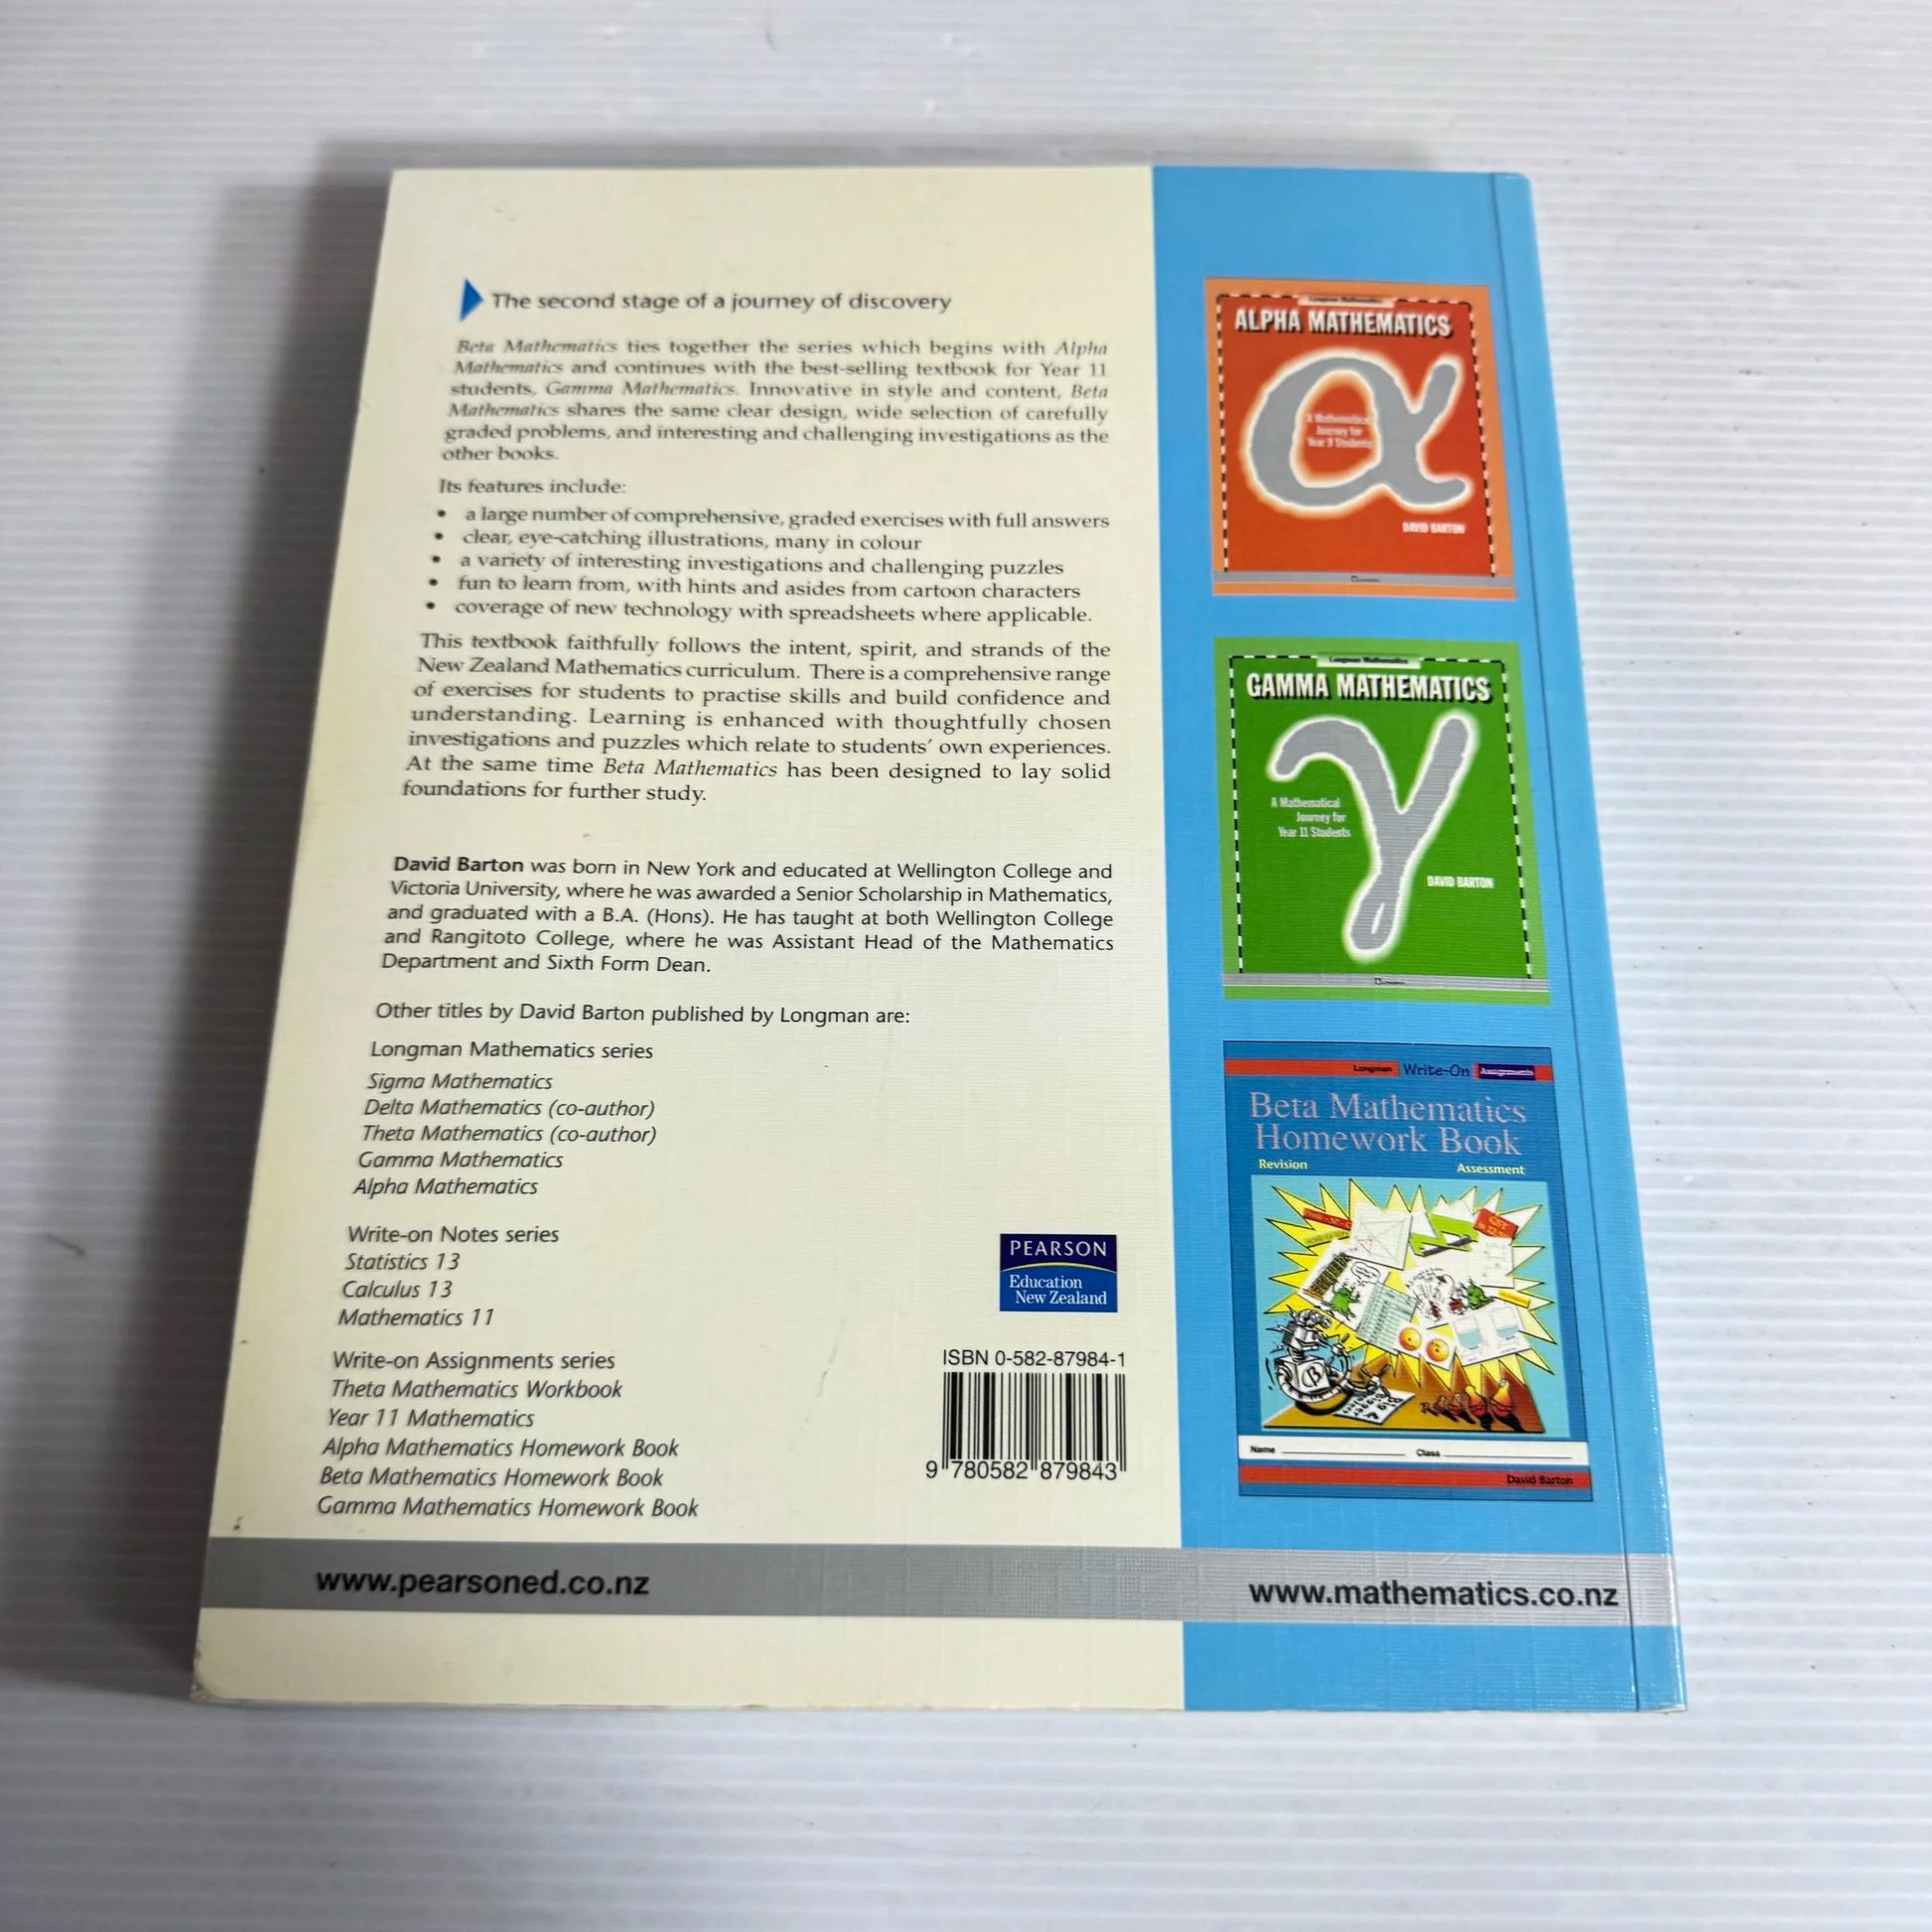 The second stage of a journey of discovery
Beta Mathematics ties together the series which begins with Alpha
Mathematics and continues with the best-selling textbook for Year 11
students, Gamma Mathematics. Innovative in style and content, Beta
Mathematics shares the same clear design, wide selection of carefully
graded problems, and interesting and challenging investigations as the
other books.
Its features include:
• a large number of comprehensive, graded exercises with full answers
• clear, eye-catching illustrations, many in colour
• a variety of interesting investigations and challenging puzzles
• fun to learn from, with hints and asides from cartoon characters
• coverage of new technology with spreadsheets where applicable.
This textbook faithfully follows the intent, spirit, and strands of the
New Zealand Mathematics curriculum. There is a comprehensive range
of exercises for students to practise skills and build confidence and
understanding. Learning is enhanced with thoughtfully chosen
investigations and puzzles which relate to students' own experiences.
At the same time Beta Mathematics has been designed to lay solid
foundations for further study.
David Barton was born in New York and educated at Wellington College and
Victoria University, where he was awarded a Senior Scholarship in Mathematics,
and graduated with a B.A. (Hons). He has taught at both Wellington College
and Rangitoto College, where he was Assistant Head of the Mathematics
Department and Sixth Form Dean.
Other titles by David Barton published by Longman are:
Longman Mathematics series
Sigma Mathematics
Delta Mathematics (co-author)
Theta Mathematics (co-author)
Gamma Mathematics
Alpha Mathematics
Write-on Notes series
Statistics 13
Calculus 13
Mathematics 11
Write-on Assignments series
Theta Mathematics Workbook
Year 11 Mathematics
Alpha Mathematics Homework Book
Beta Mathematics Homework Book
Gamma Mathematics Homework Book
PEARSON
Education
New Zealand
ISBN 0-582-87984-1
9 780582 879843
www.pearsoned.co.nz
Longman Mathematics
ALPHA MATHEMATICS
α
A Mathematical
Journey for
Year 9 Students
DAVID BARTON
Longman Mathematics
GAMMA MATHEMATICS
γ
A Mathematical
Journey for
Year 11 Students
DAVID BARTON
Longman Write-On Assignments
Beta Mathematics
Homework Book
Revision Assessment
Name Class
David Barton
www.mathematics.co.nz